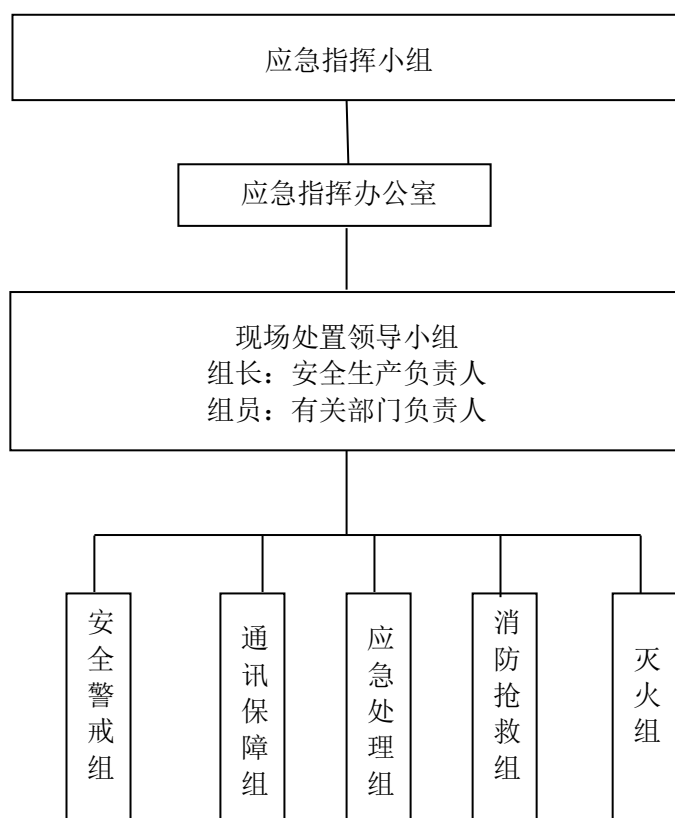 应急指挥小组
应急指挥办公室
现场处置领导小组
组长：安全生产负责人
组员：有关部门负责人
安全警戒组
通讯保障组
应急处理组
消防抢救组
灭火组